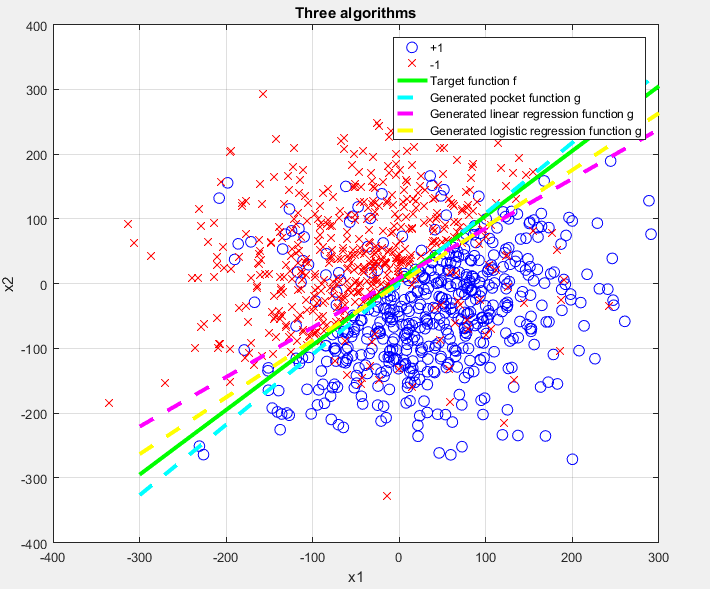 Three algorithms
400
300
200
100
0
-100
-200
-300
-400
x2
+1
-1
Target function f
Generated pocket function g
Generated linear regression function g
Generated logistic regression function g
-400
-300
-200
-100
0
100
200
300
x1